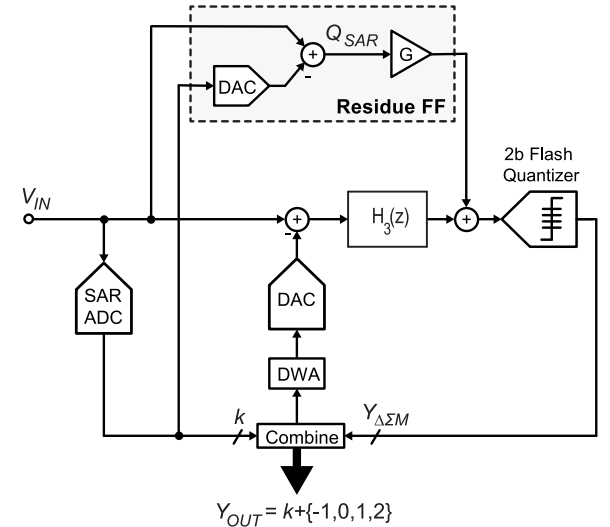 Q_SAR
DAC
+
-
G
Residue FF
2b Flash
Quantizer
V_IN
+
-
H_3(z)
+
SAR
ADC
DAC
DWA
k
Y_ΔΣM
Combine
Y_OUT = k+{-1,0,1,2}